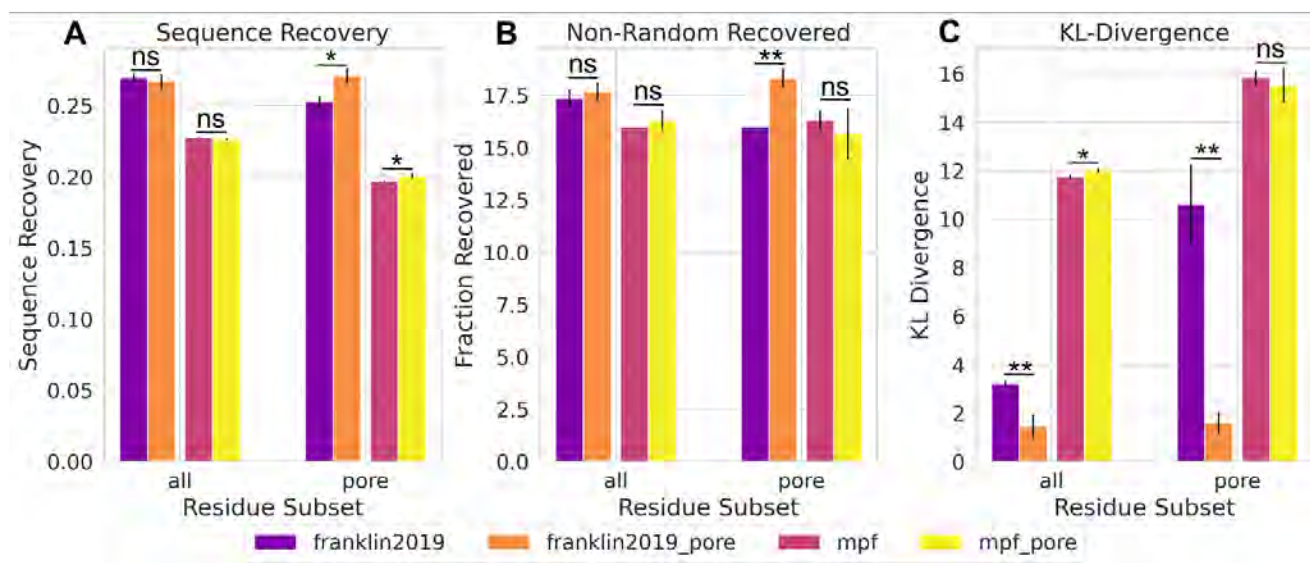 A
Sequence Recovery
ns
*
ns
*
0.25
0.20
0.15
0.10
0.05
0.00
Sequence Recovery
all
pore
Residue Subset
B
Non-Random Recovered
ns
ns
**
ns
17.5
15.0
12.5
10.0
7.5
5.0
2.5
0.0
Fraction Recovered
all
pore
Residue Subset
C
KL-Divergence
**
*
**
ns
16
14
12
10
8
6
4
2
0
KL Divergence
all
pore
Residue Subset
franklin2019
franklin2019_pore
mpf
mpf_pore